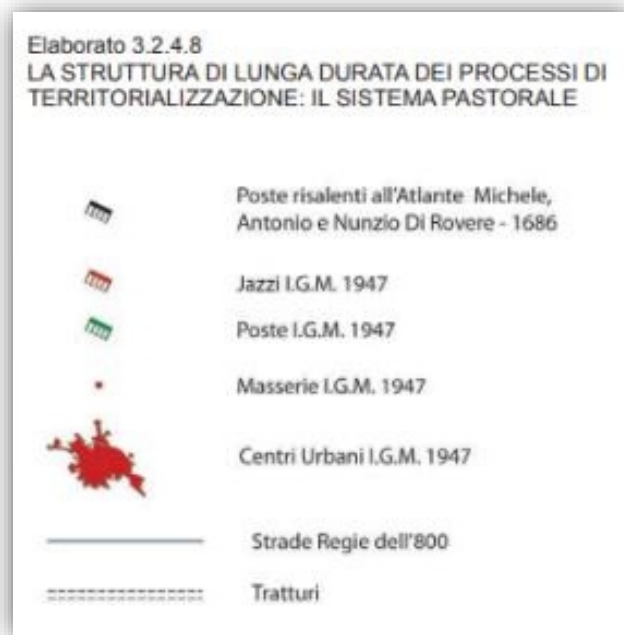 Elaborato 3.2.4.8
LA STRUTTURA DI LUNGA DURATA DEI PROCESSI DI
TERRITORIALIZZAZIONE: IL SISTEMA PASTORALE
Poste risalenti all'Atlante Michele,
Antonio e Nunzio Di Rovere - 1686
Jazzi I.G.M. 1947
Poste I.G.M. 1947
Masserie I.G.M. 1947
Centri Urbani I.G.M. 1947
Strade Regie dell'800
Tratturi